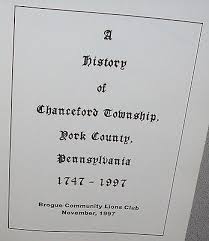 A
History
of
Chanceford Township,
York County,
Pennsylvania
1747 - 1997
Brogue Community Lions Club
November, 1997